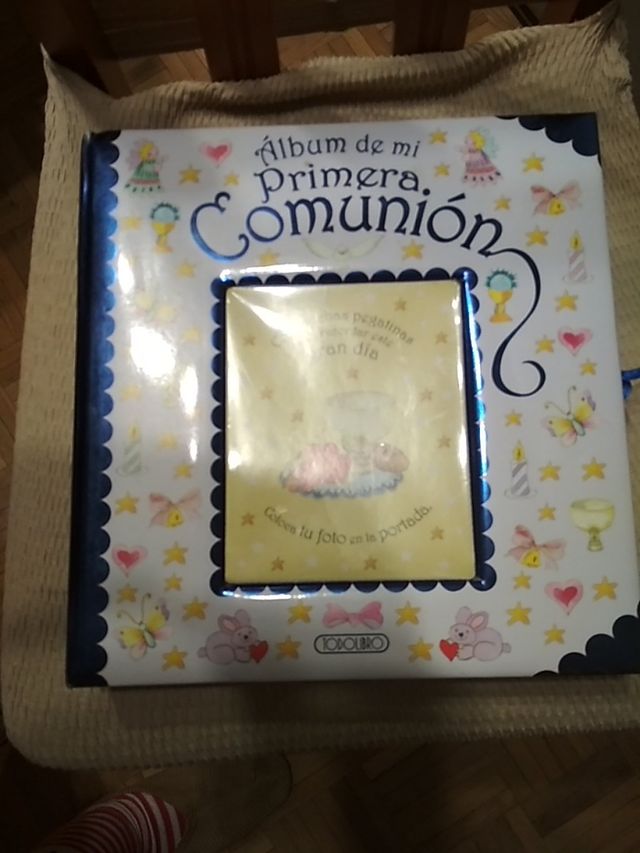 Álbum de mi
Primera
Comunión
pegatinas
día
Coloca tu foto en la portada.
TODOLIBRO